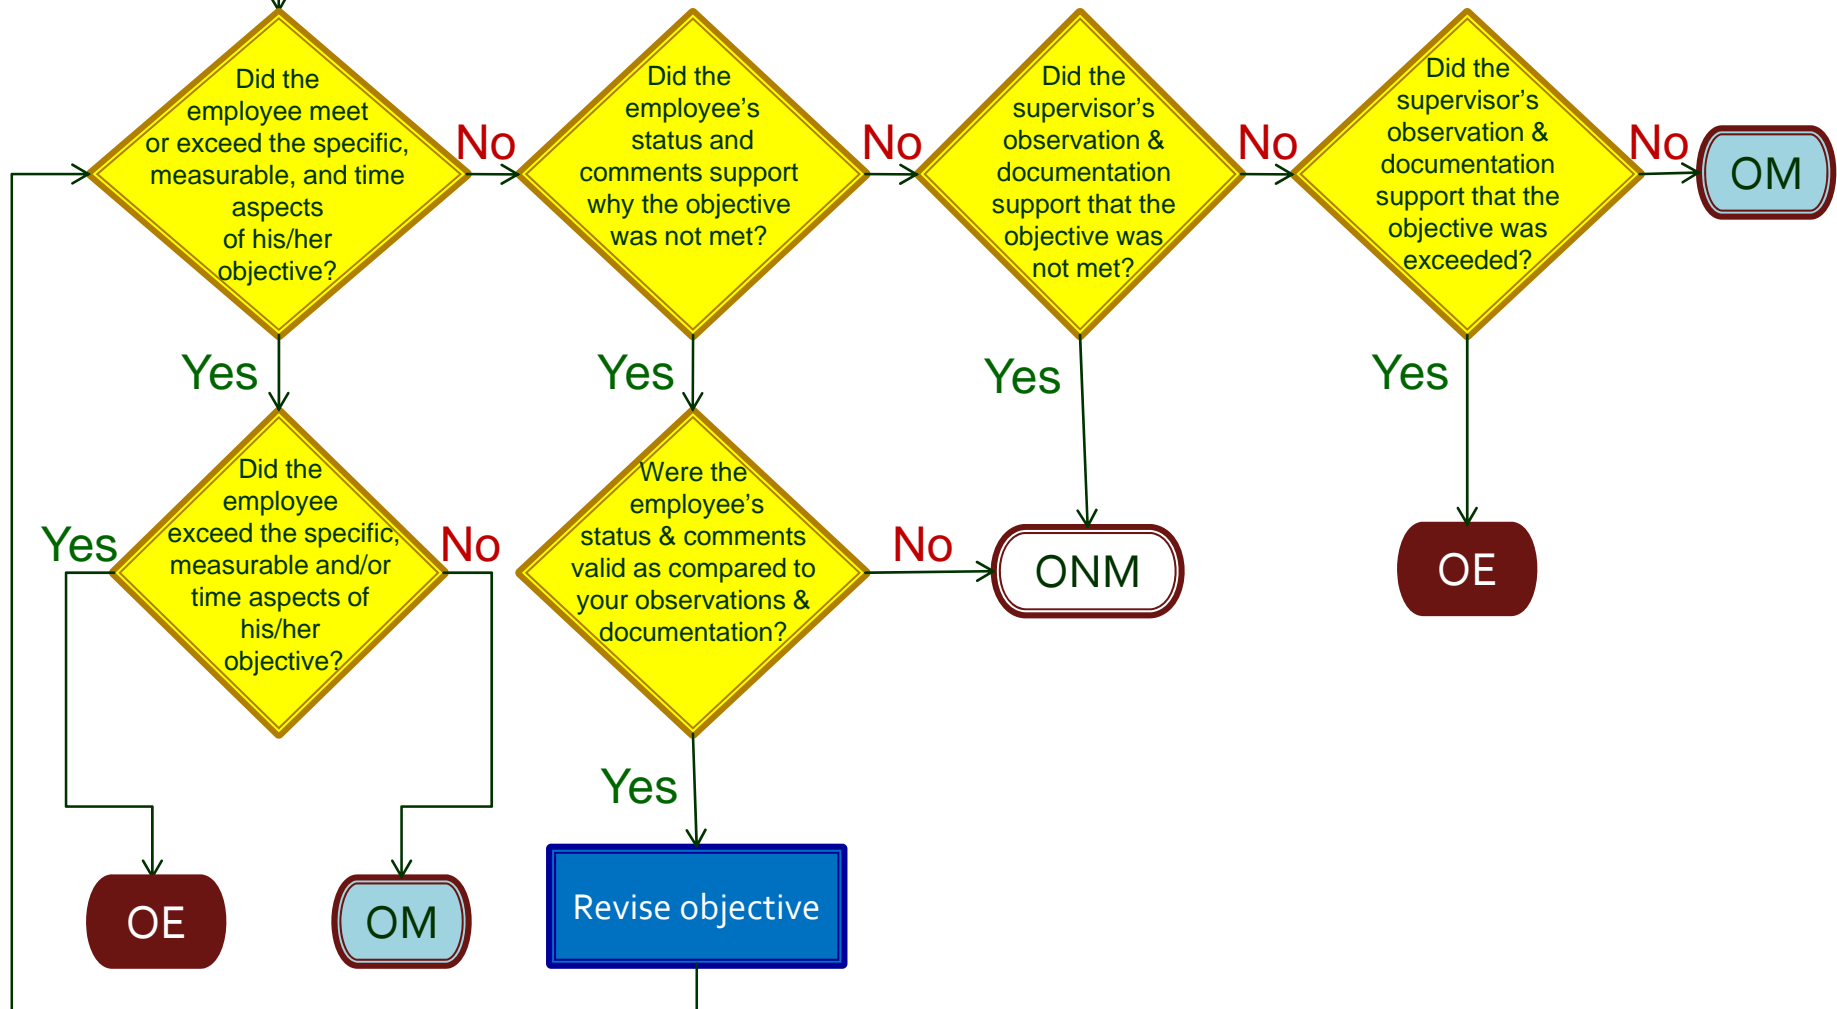 Did the
employee meet
or exceed the specific,
measurable, and time
aspects
of his/her
objective?
No
Did the
employee’s
status and
comments support
why the objective
was not met?
No
Did the
supervisor’s
observation &
documentation
support that the
objective was
not met?
No
Did the
supervisor’s
observation &
documentation
support that the
objective was
exceeded?
No
OM
Yes
Yes
Yes
Yes
Did the
employee
exceed the specific,
measurable and/or
time aspects of
his/her
objective?
Yes
No
Were the
employee’s
status & comments
valid as compared to
your observations &
documentation?
No
ONM
OE
Yes
OE
OM
Revise objective